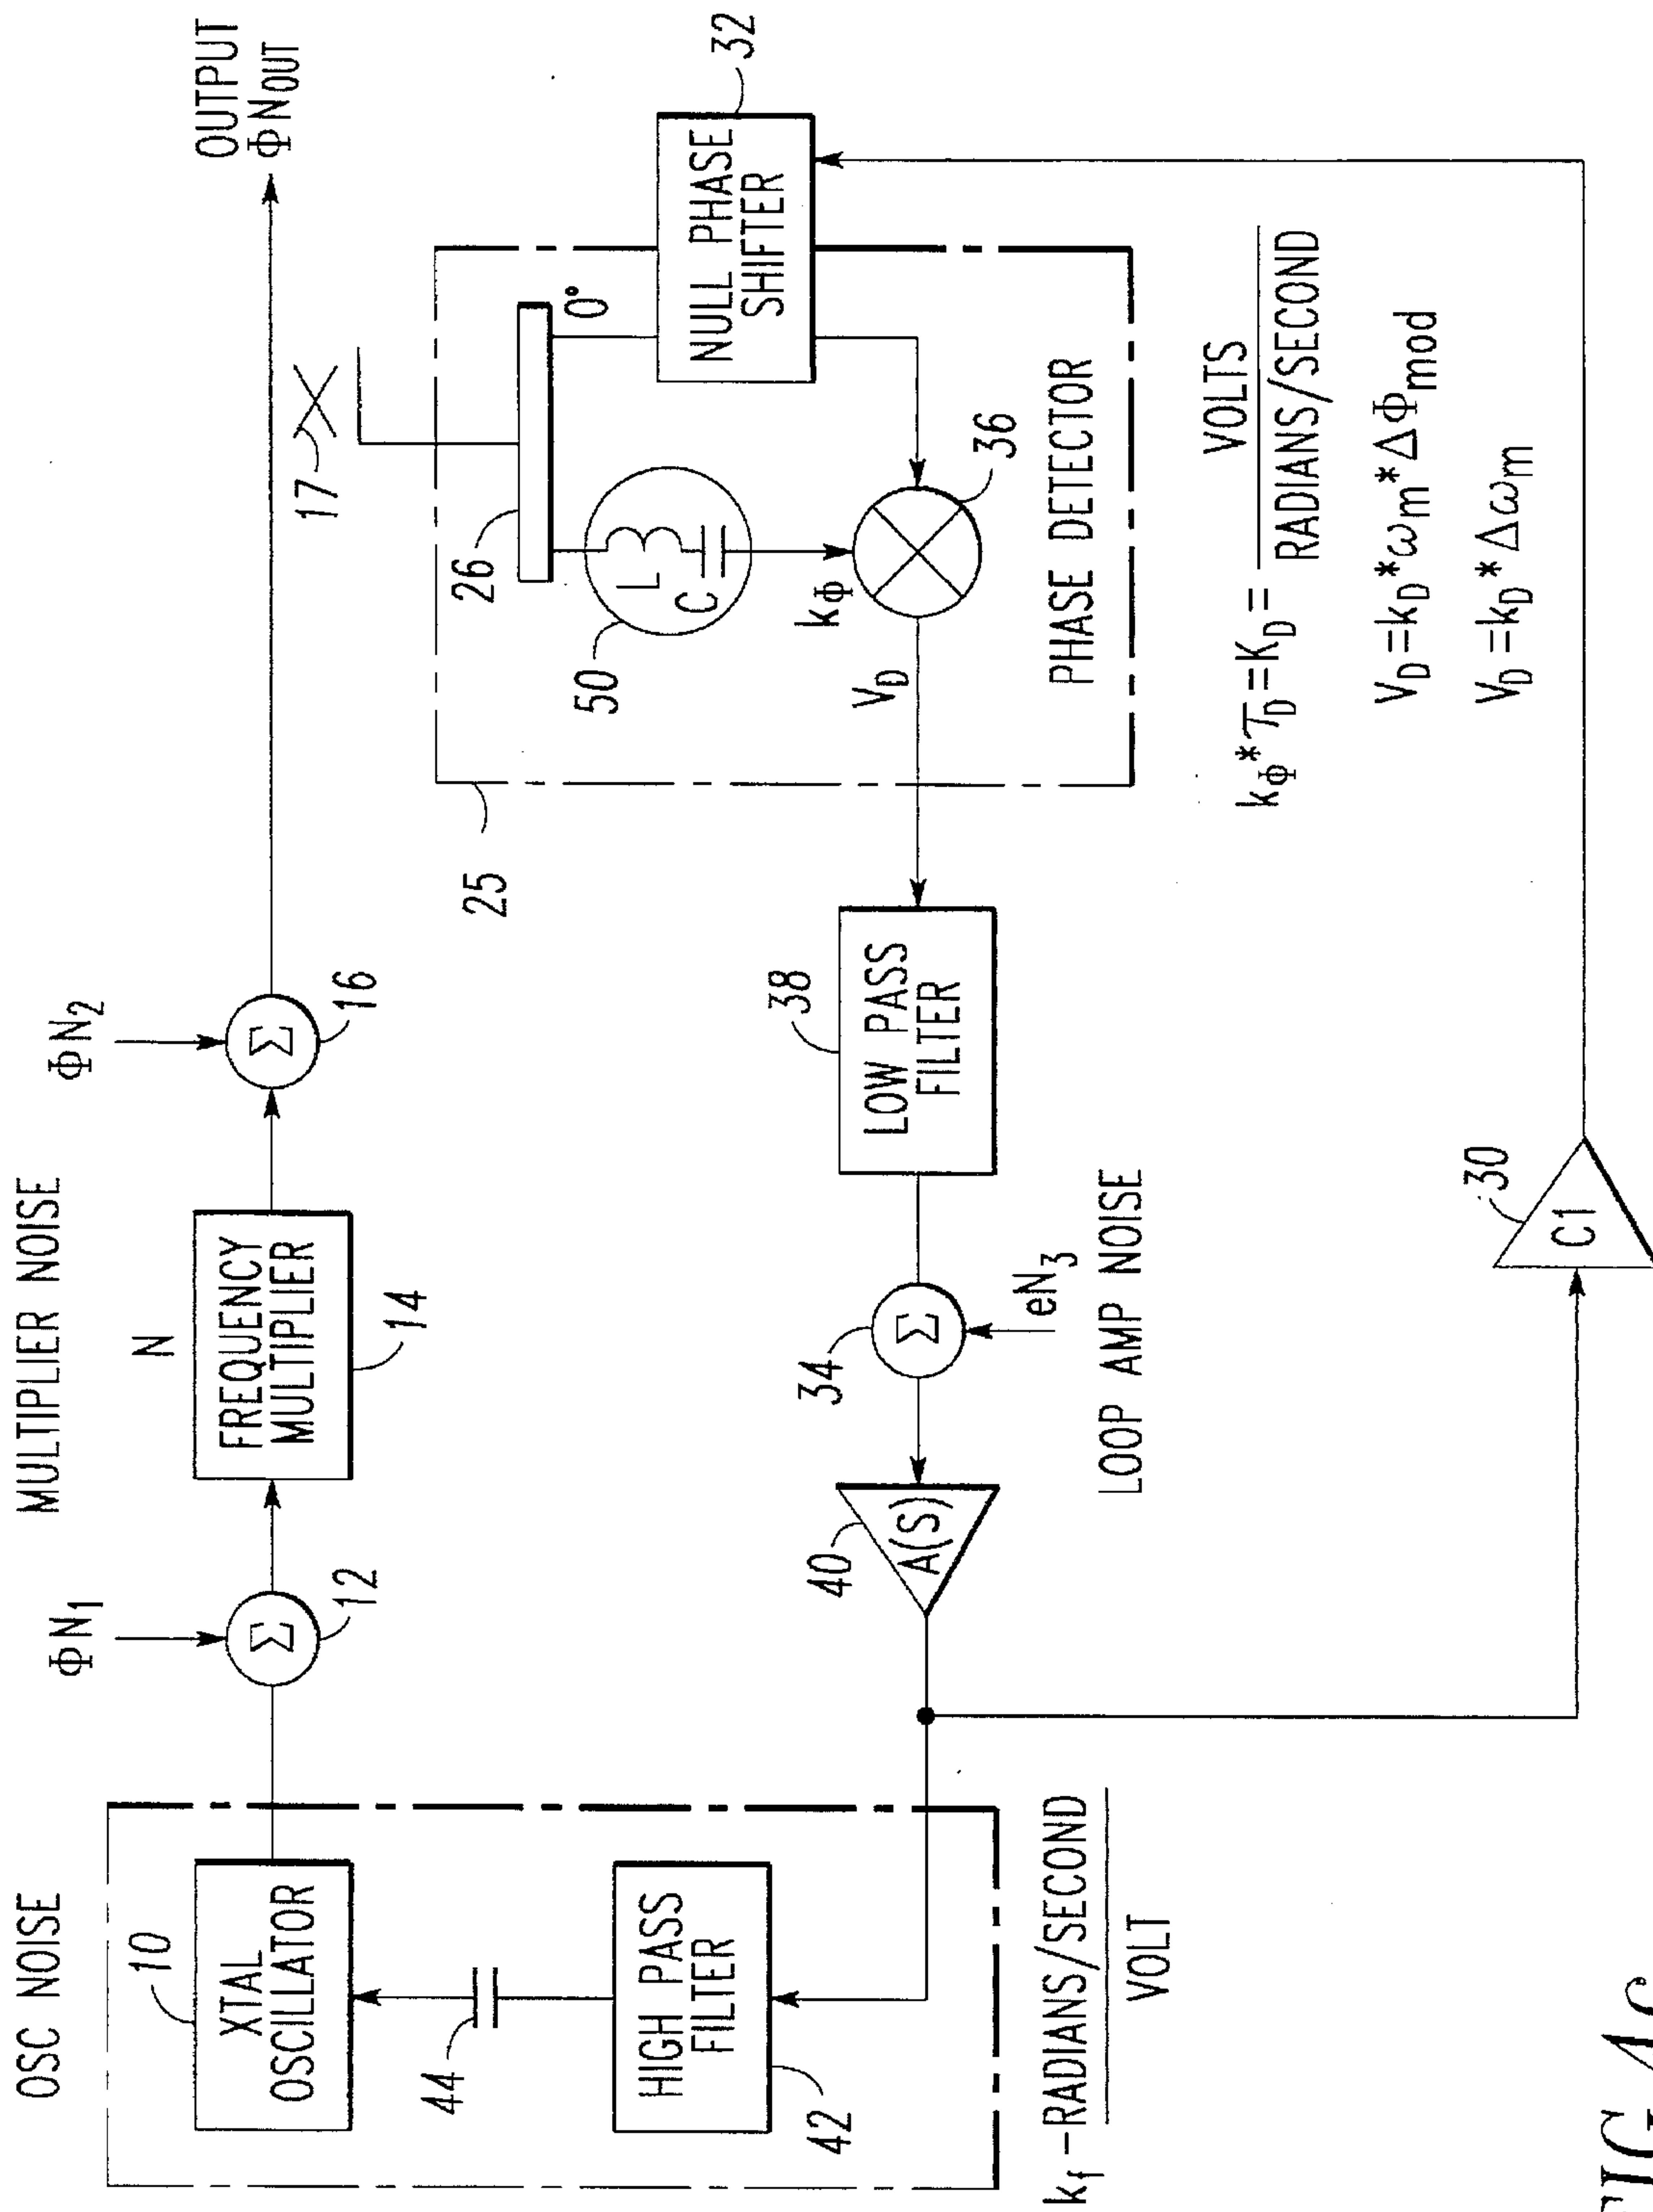 OSC NOISE
MULTIPLIER NOISE
ΦN1
ΦN2
OUTPUT
ΦNOUT
10
XTAL
OSCILLATOR
Σ
12
N
FREQUENCY
MULTIPLIER
14
Σ
16
17
44
HIGH PASS
FILTER
42
kf – RADIANS/SECOND
VOLT
40
A(S)
34
Σ
eN3
LOOP AMP NOISE
38
LOW PASS
FILTER
25
26
0°
50
L
C
kΦ
VD
36
NULL PHASE
SHIFTER
32
PHASE DETECTOR
kΦ*τD=KD= VOLTS
RADIANS/SECOND
VD=kD*ωm*ΔΦmod
VD=kD*Δωm
30
C1